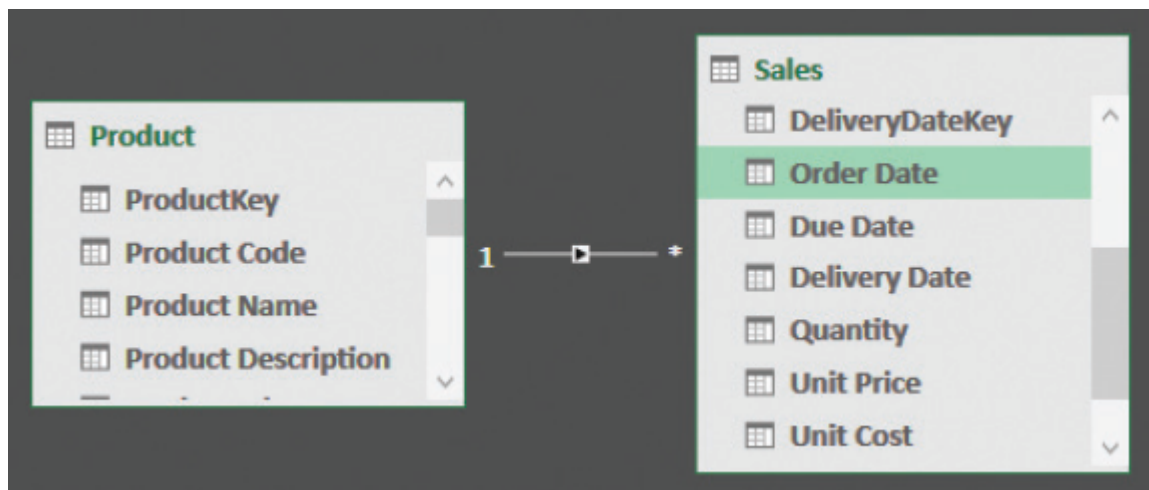 Product
ProductKey
Product Code
Product Name
Product Description
1
*
Sales
DeliveryDateKey
Order Date
Due Date
Delivery Date
Quantity
Unit Price
Unit Cost